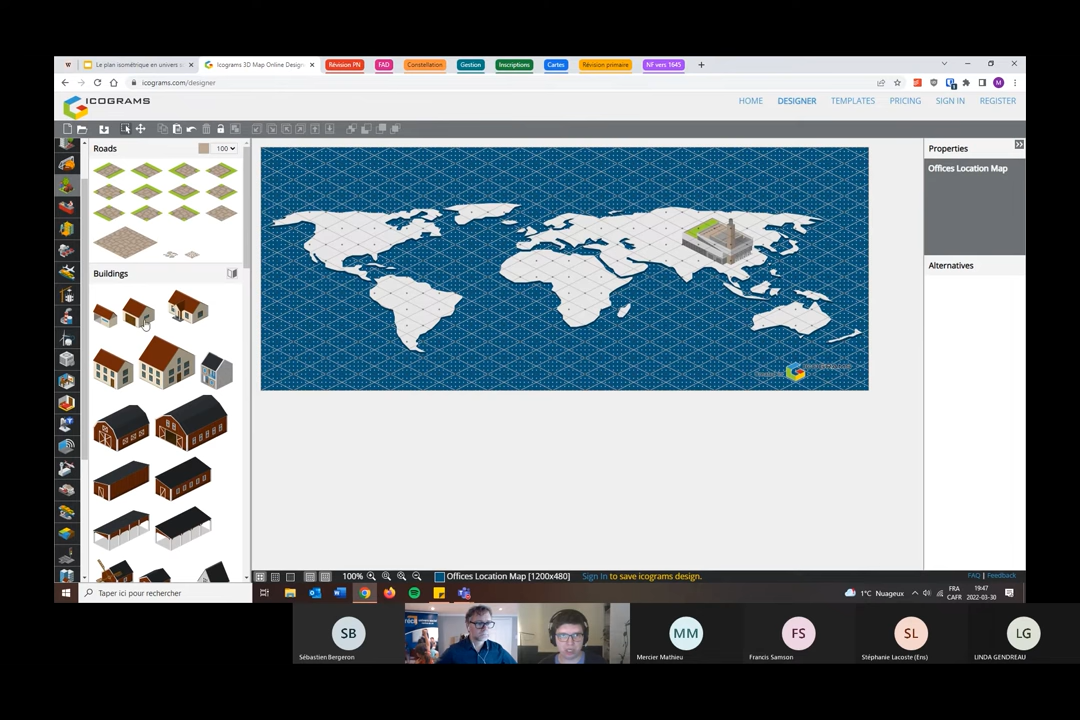 Le plan isométrique en univers s
Icograms 3D Map Online Design
Révision PN
FAD
Constellation
Gestion
Inscriptions
Cartes
Révision primaire
NF vers 1645
icograms.com/designer
M
ICOGRAMS
HOME
DESIGNER
TEMPLATES
PRICING
SIGN IN
REGISTER
Roads
100
Properties
Offices Location Map
Buildings
Alternatives
100%
Offices Location Map [1200x480]
Sign In to save icograms design.
FAQ | Feedback
Taper ici pour rechercher
1°C Nuageux
FRA
CAFR
19:47
2022-03-30
SB
Sébastien Bergeron
MM
Mercier Mathieu
FS
Francis Samson
SL
Stéphanie Lacoste (Ens)
LG
LINDA GENDREAU